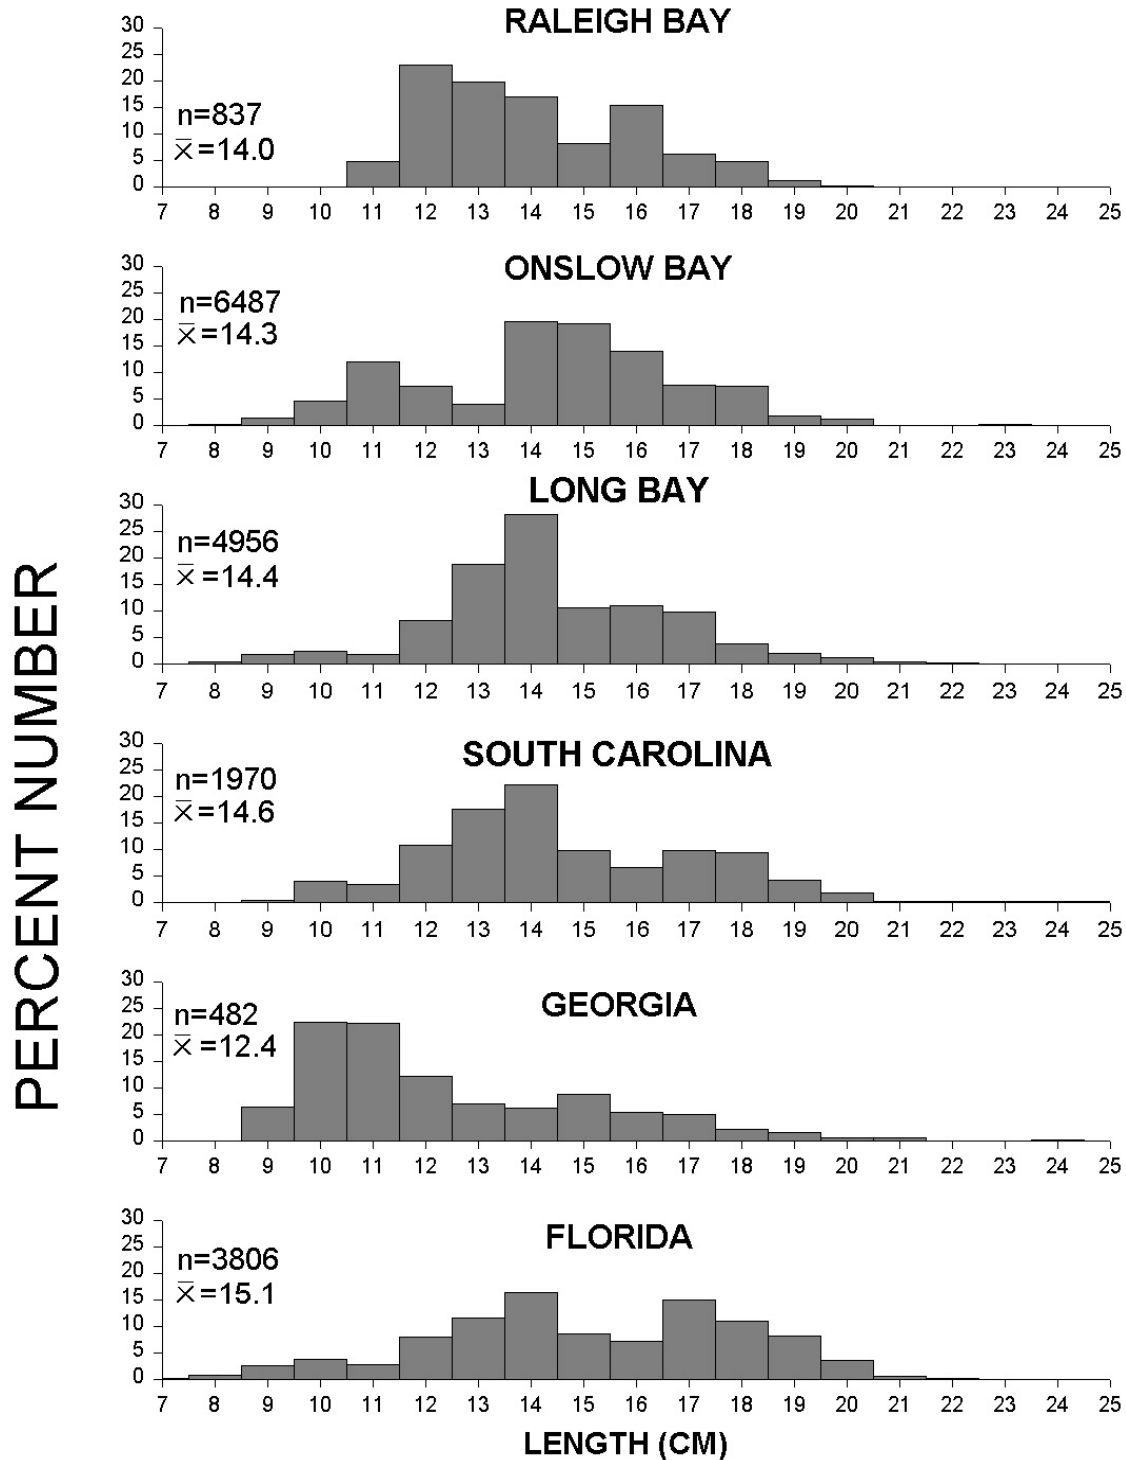 PERCENT NUMBER
RALEIGH BAY
n=837
x̅=14.0
30
25
20
15
10
5
0
7 8 9 10 11 12 13 14 15 16 17 18 19 20 21 22 23 24 25
ONSLOW BAY
n=6487
x̅=14.3
30
25
20
15
10
5
0
7 8 9 10 11 12 13 14 15 16 17 18 19 20 21 22 23 24 25
LONG BAY
n=4956
x̅=14.4
30
25
20
15
10
5
0
7 8 9 10 11 12 13 14 15 16 17 18 19 20 21 22 23 24 25
SOUTH CAROLINA
n=1970
x̅=14.6
30
25
20
15
10
5
0
7 8 9 10 11 12 13 14 15 16 17 18 19 20 21 22 23 24 25
GEORGIA
n=482
x̅=12.4
30
25
20
15
10
5
0
7 8 9 10 11 12 13 14 15 16 17 18 19 20 21 22 23 24 25
FLORIDA
n=3806
x̅=15.1
30
25
20
15
10
5
0
7 8 9 10 11 12 13 14 15 16 17 18 19 20 21 22 23 24 25
LENGTH (CM)